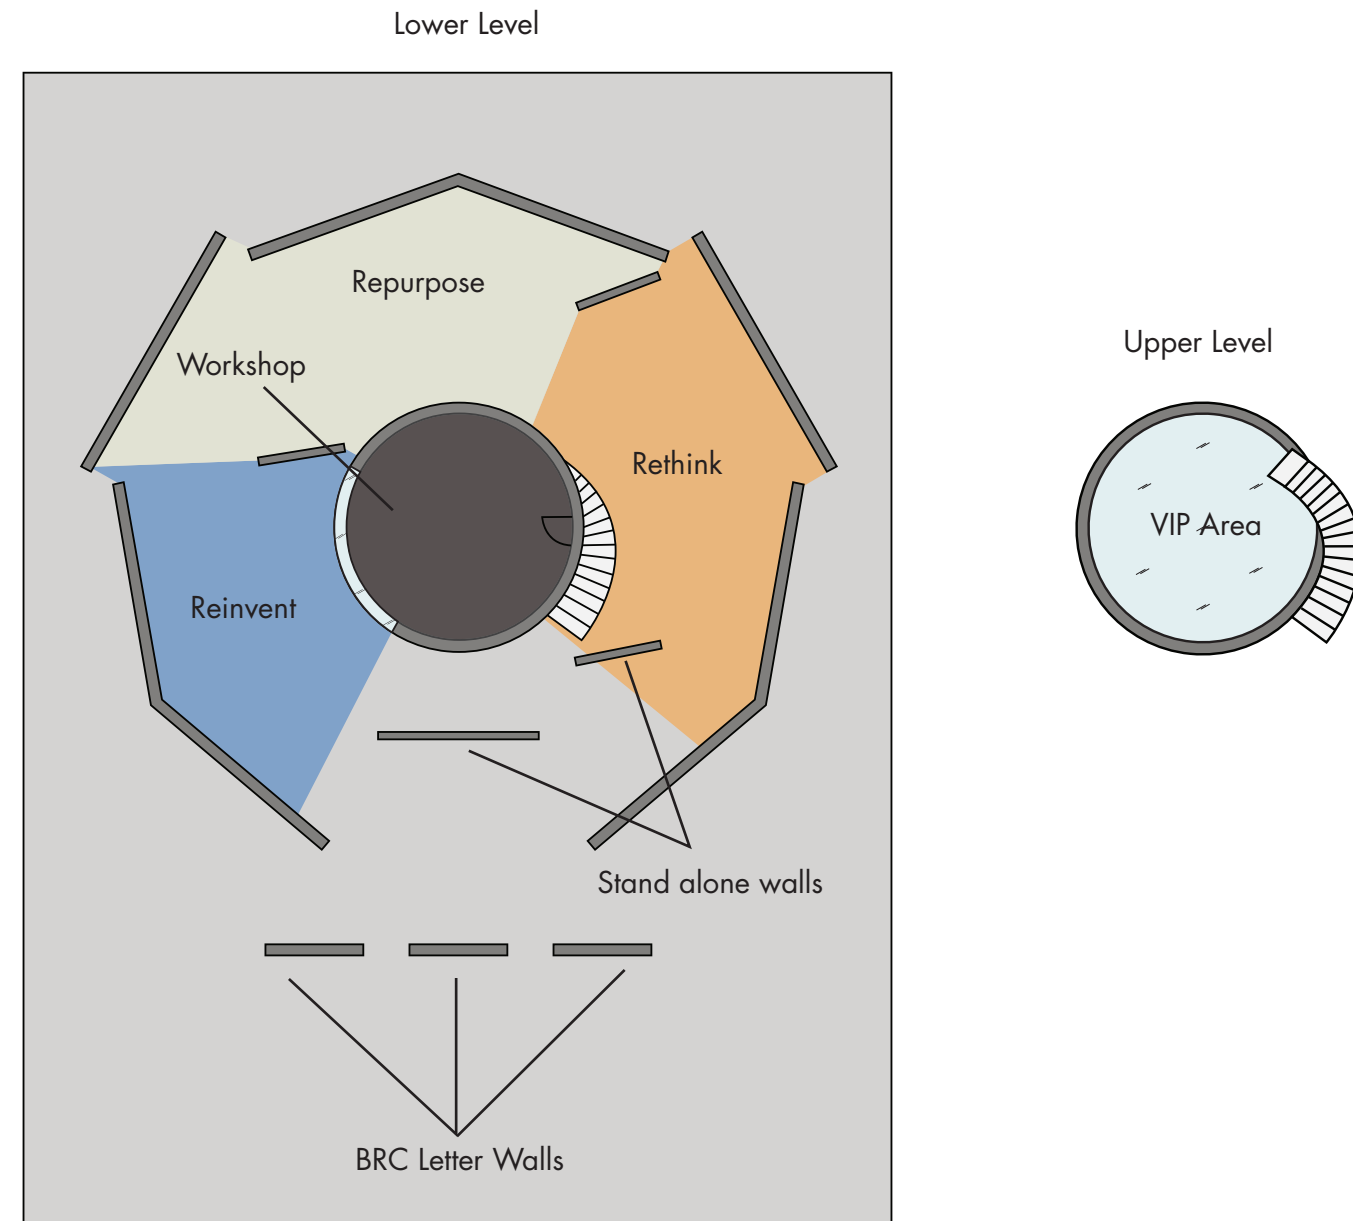 Lower Level
Repurpose
Workshop
Rethink
Reinvent
Stand alone walls
BRC Letter Walls
Upper Level
VIP Area